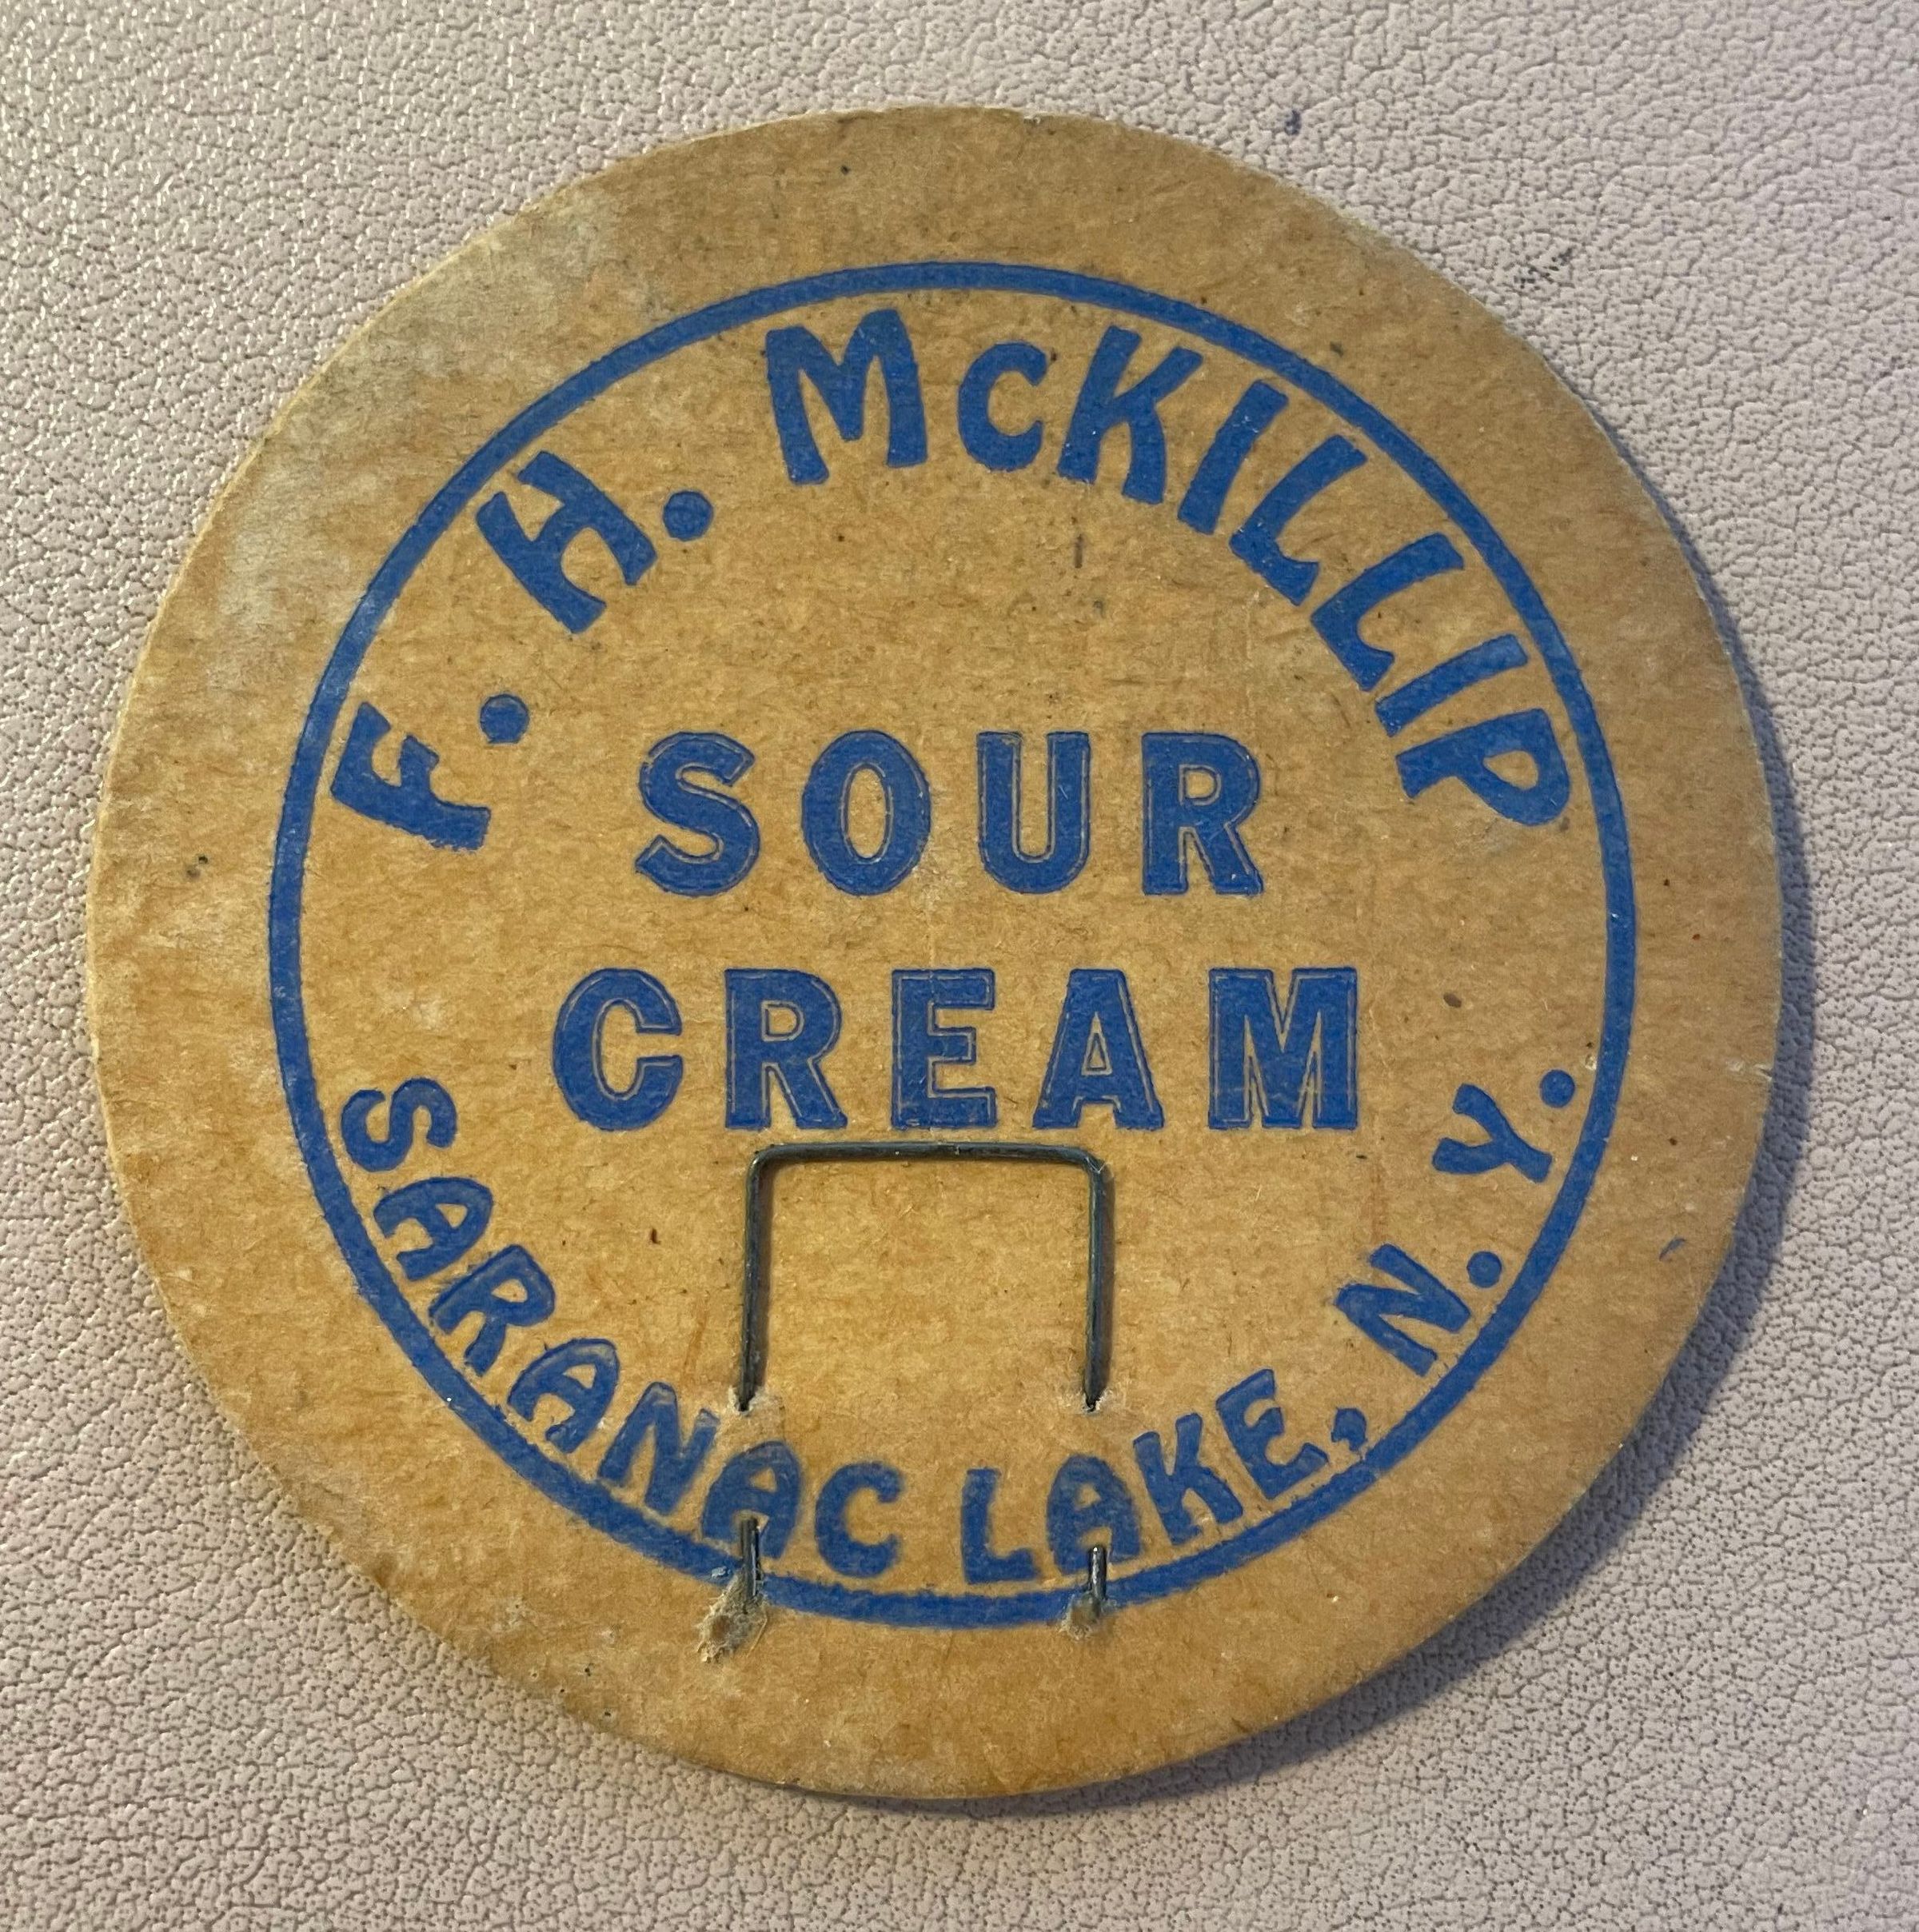 F. H. McKILLIP
SOUR
CREAM
SARANAC LAKE, N. Y.